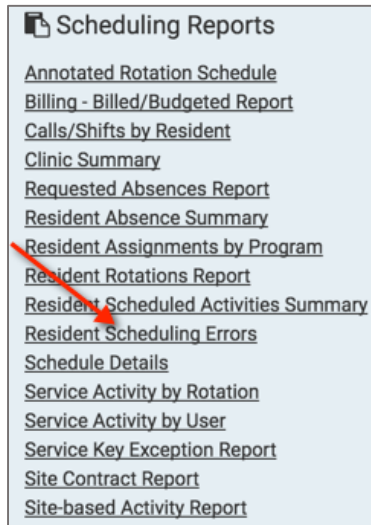 Scheduling Reports
Annotated Rotation Schedule
Billing - Billed/Budgeted Report
Calls/Shifts by Resident
Clinic Summary
Requested Absences Report
Resident Absence Summary
Resident Assignments by Program
Resident Rotations Report
Resident Scheduled Activities Summary
Resident Scheduling Errors
Schedule Details
Service Activity by Rotation
Service Activity by User
Service Key Exception Report
Site Contract Report
Site-based Activity Report